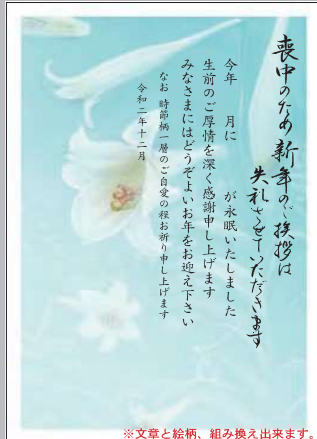 喪中のため新年のご挨拶は
失礼させていただきます
今年　月に　　が永眠いたしました
生前のご厚情を深く感謝申し上げます
みなさまにはどうぞよいお年をお迎え下さい
なお 時節柄一層のご自愛の程お祈り申し上げます
令和二年十二月
※文章と絵柄、組み換え出来ます。